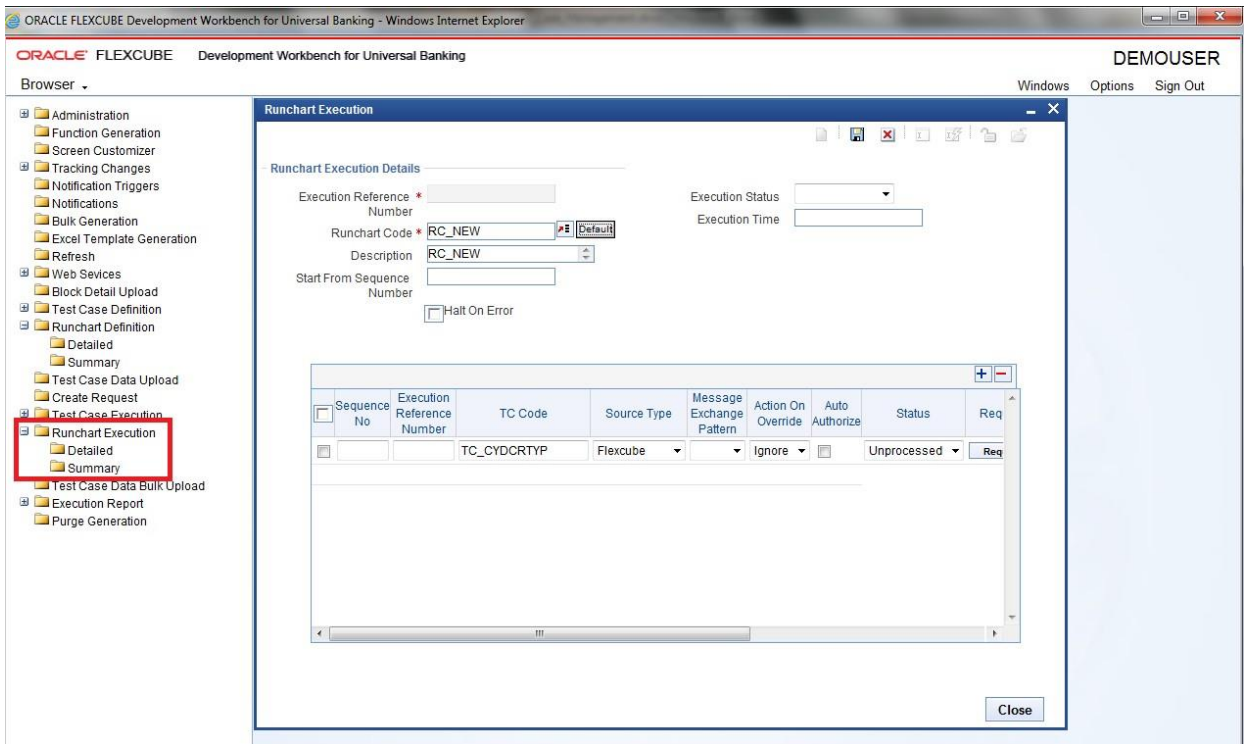 ORACLE FLEXCUBE Development Workbench for Universal Banking - Windows Internet Explorer
ORACLE FLEXCUBE Development Workbench for Universal Banking
DEMOUSER
Browser
Windows Options Sign Out
Administration
Function Generation
Screen Customizer
Tracking Changes
Notification Triggers
Notifications
Bulk Generation
Excel Template Generation
Refresh
Web Sevices
Block Detail Upload
Test Case Definition
Runchart Definition
Detailed
Summary
Test Case Data Upload
Create Request
Test Case Execution
Runchart Execution
Detailed
Summary
Test Case Data Bulk Upload
Execution Report
Purge Generation
Runchart Execution
Runchart Execution Details
Execution Reference *
Number
Runchart Code * RC_NEW Default
Description RC_NEW
Start From Sequence
Number
Halt On Error
Execution Status
Execution Time
Sequence No
Execution Reference Number
TC Code
Source Type
Message Exchange Pattern
Action On Override
Auto Authorize
Status
Req
TC_CYDCRTYP Flexcube Ignore Unprocessed Req
Close